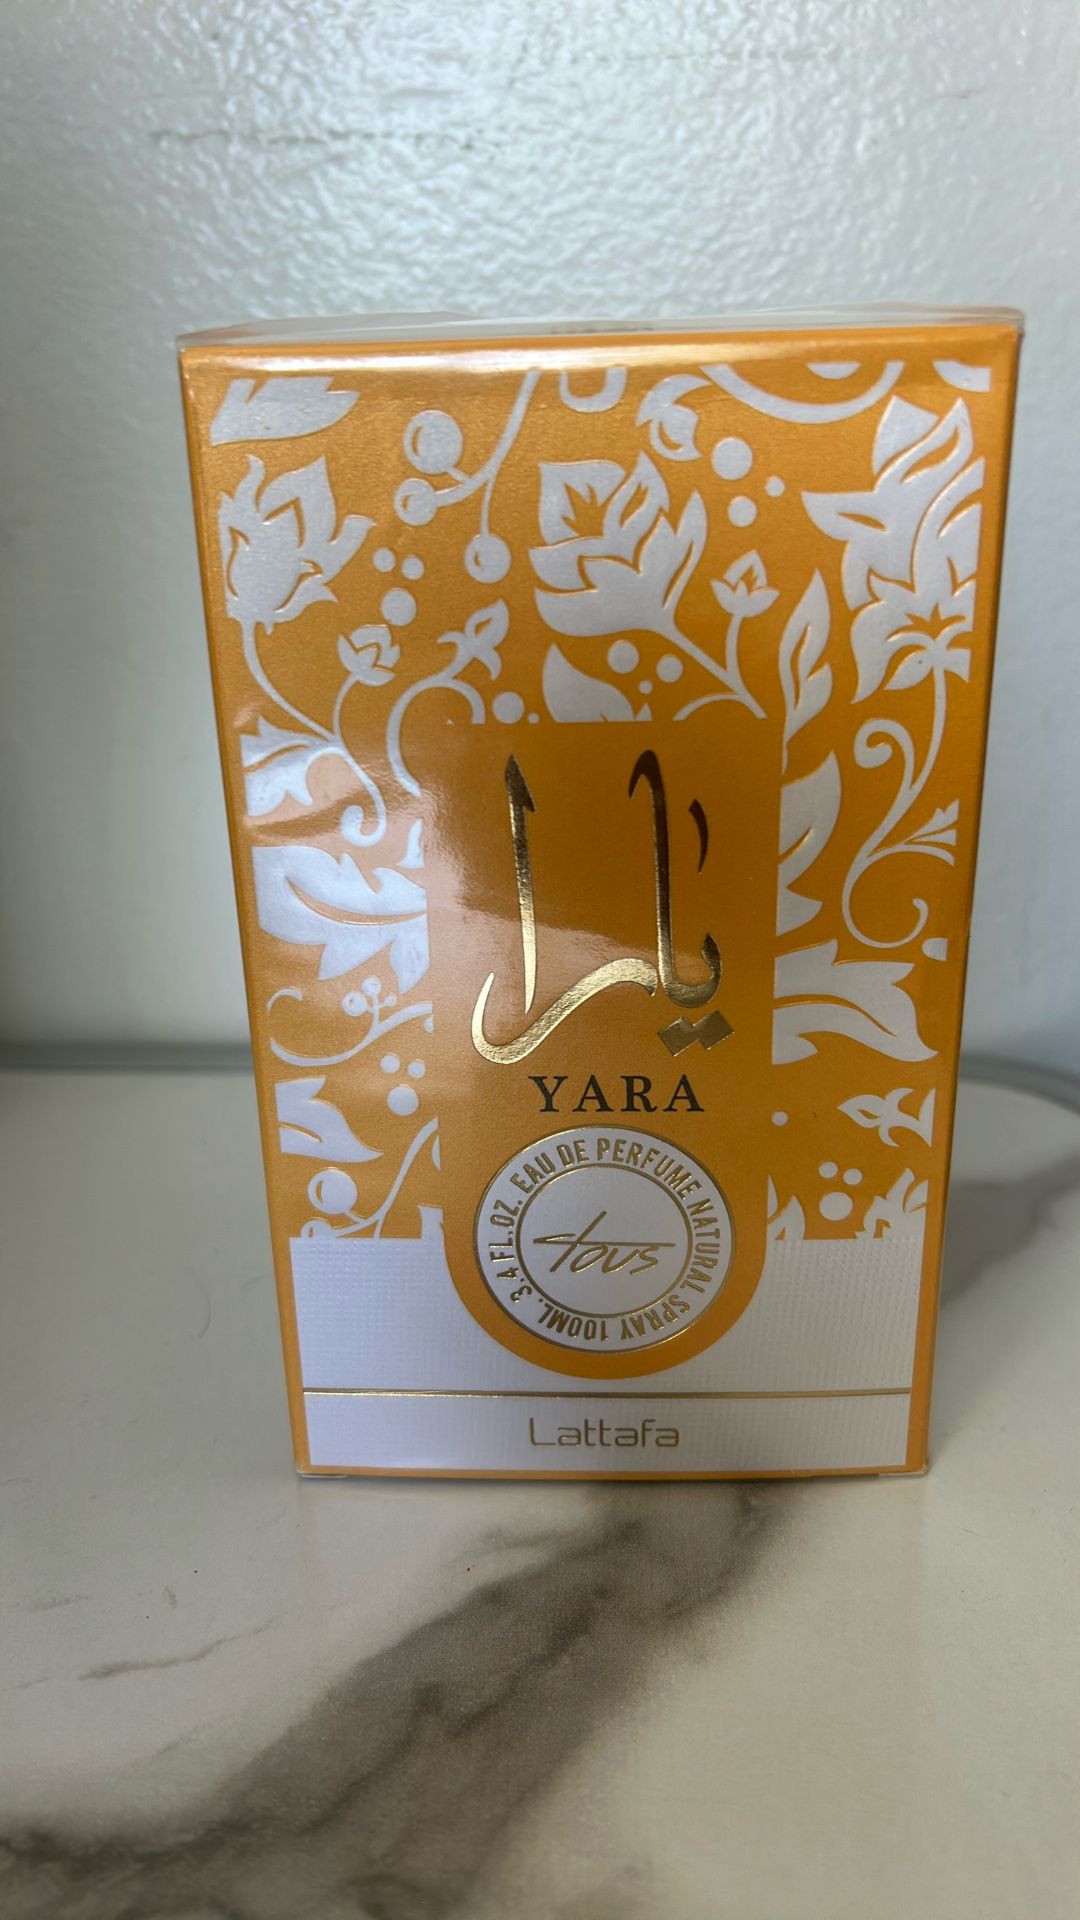 يارا
YARA
EAU DE PERFUME NATURAL SPRAY 100ML. 3.4 FL.OZ.
tous
Lattafa